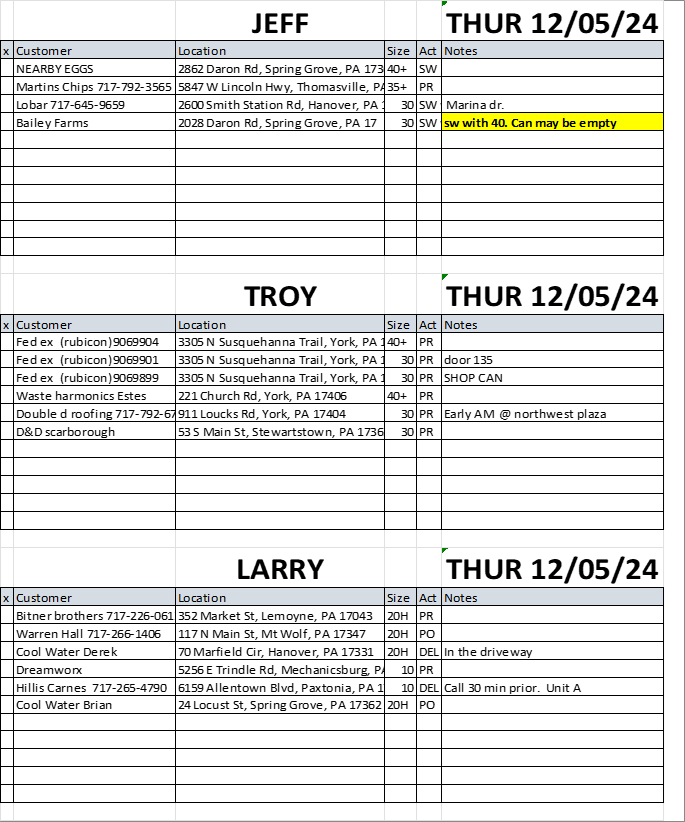 JEFF THUR 12/05/24
x Customer Location Size Act Notes
NEARBY EGGS 2862 Daron Rd, Spring Grove, PA 173 40+ SW
Martins Chips 717-792-3565 5847 W Lincoln Hwy, Thomasville, PA 35+ PR
Lobar 717-645-9659 2600 Smith Station Rd, Hanover, PA 1 30 SW Marina dr.
Bailey Farms 2028 Daron Rd, Spring Grove, PA 17 30 SW sw with 40. Can may be empty
TROY THUR 12/05/24
x Customer Location Size Act Notes
Fed ex (rubicon)9069904 3305 N Susquehanna Trail, York, PA 1 40+ PR
Fed ex (rubicon)9069901 3305 N Susquehanna Trail, York, PA 1 30 PR door 135
Fed ex (rubicon)9069899 3305 N Susquehanna Trail, York, PA 1 30 PR SHOP CAN
Waste harmonics Estes 221 Church Rd, York, PA 17406 40+ PR
Double d roofing 717-792-67 911 Loucks Rd, York, PA 17404 30 PR Early AM @ northwest plaza
D&D scarborough 53 S Main St, Stewartstown, PA 1736 30 PR
LARRY THUR 12/05/24
x Customer Location Size Act Notes
Bitner brothers 717-226-061 352 Market St, Lemoyne, PA 17043 20H PR
Warren Hall 717-266-1406 117 N Main St, Mt Wolf, PA 17347 20H PO
Cool Water Derek 70 Marfield Cir, Hanover, PA 17331 20H DEL In the driveway
Dreamworx 5256 E Trindle Rd, Mechanicsburg, PA 10 PR
Hillis Carnes 717-265-4790 6159 Allentown Blvd, Paxtonia, PA 1 10 DEL Call 30 min prior. Unit A
Cool Water Brian 24 Locust St, Spring Grove, PA 17362 20H PO